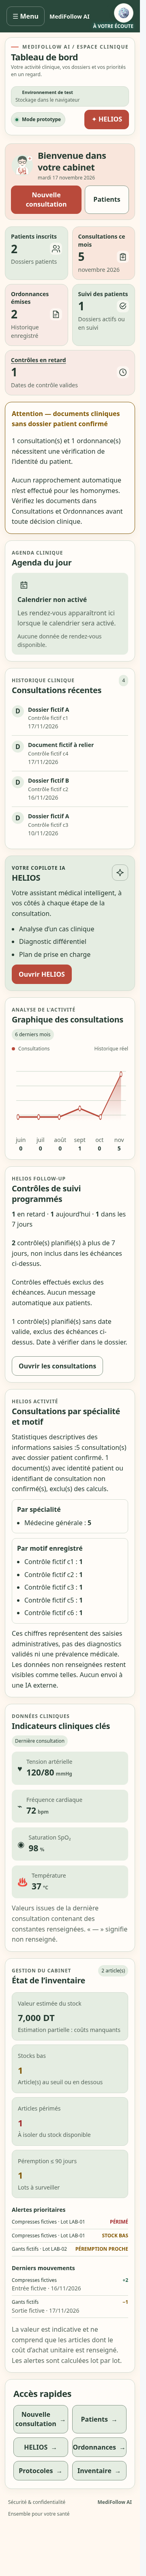 ☰ Menu
MediFollow AI
À VOTRE ÉCOUTE
MEDIFOLLOW AI / ESPACE CLINIQUE
Tableau de bord
Votre activité clinique, vos dossiers et vos priorités
en un regard.
Environnement de test
Stockage dans le navigateur
Mode prototype
✦ HELIOS
Bienvenue dans
votre cabinet
mardi 17 novembre 2026
Nouvelle
consultation
Patients
Patients inscrits
2
Dossiers patients
Consultations ce
mois
5
novembre 2026
Ordonnances
émises
2
Historique
enregistré
Suivi des patients
1
Dossiers actifs ou
en suivi
Contrôles en retard
1
Dates de contrôle valides
Attention — documents cliniques
sans dossier patient confirmé
1 consultation(s) et 1 ordonnance(s)
nécessitent une vérification de
l'identité du patient.
Aucun rapprochement automatique
n'est effectué pour les homonymes.
Vérifiez les documents dans
Consultations et Ordonnances avant
toute décision clinique.
AGENDA CLINIQUE
Agenda du jour
Calendrier non activé
Les rendez-vous apparaîtront ici
lorsque le calendrier sera activé.
Aucune donnée de rendez-vous
disponible.
HISTORIQUE CLINIQUE
4
Consultations récentes
D
Dossier fictif A
Contrôle fictif c1
17/11/2026
D
Document fictif à relier
Contrôle fictif c4
17/11/2026
D
Dossier fictif B
Contrôle fictif c2
16/11/2026
D
Dossier fictif A
Contrôle fictif c3
10/11/2026
VOTRE COPILOTE IA
HELIOS
Votre assistant médical intelligent, à
vos côtés à chaque étape de la
consultation.
• Analyse d'un cas clinique
• Diagnostic différentiel
• Plan de prise en charge
Ouvrir HELIOS
ANALYSE DE L'ACTIVITÉ
Graphique des consultations
6 derniers mois
Consultations
Historique réel
juin juil août sept oct nov
0 0 0 1 0 5
HELIOS FOLLOW-UP
Contrôles de suivi
programmés
1 en retard · 1 aujourd'hui · 1 dans les
7 jours
2 contrôle(s) planifié(s) à plus de 7
jours, non inclus dans les échéances
ci-dessus.
Contrôles effectués exclus des
échéances. Aucun message
automatique aux patients.
1 contrôle(s) planifié(s) sans date
valide, exclus des échéances ci-
dessus. Date à vérifier dans le dossier.
Ouvrir les consultations
HELIOS ACTIVITÉ
Consultations par spécialité
et motif
Statistiques descriptives des
informations saisies :5 consultation(s)
avec dossier patient confirmé. 1
document(s) avec identité patient ou
identifiant de consultation non
confirmé(s), exclu(s) des calculs.
Par spécialité
• Médecine générale : 5
Par motif enregistré
• Contrôle fictif c1 : 1
• Contrôle fictif c2 : 1
• Contrôle fictif c3 : 1
• Contrôle fictif c5 : 1
• Contrôle fictif c6 : 1
Ces chiffres représentent des saisies
administratives, pas des diagnostics
validés ni une prévalence médicale.
Les données non renseignées restent
visibles comme telles. Aucun envoi à
une IA externe.
DONNÉES CLINIQUES
Indicateurs cliniques clés
Dernière consultation
Tension artérielle
120/80 mmHg
Fréquence cardiaque
72 bpm
Saturation SpO₂
98 %
Température
37 °C
Valeurs issues de la dernière
consultation contenant des
constantes renseignées. « — » signifie
non renseigné.
GESTION DU CABINET
2 article(s)
État de l'inventaire
Valeur estimée du stock
7,000 DT
Estimation partielle : coûts manquants
Stocks bas
1
Article(s) au seuil ou en dessous
Articles périmés
1
À isoler du stock disponible
Péremption ≤ 90 jours
1
Lots à surveiller
Alertes prioritaires
Compresses fictives · Lot LAB-01 PÉRIMÉ
Compresses fictives · Lot LAB-01 STOCK BAS
Gants fictifs · Lot LAB-02 PÉREMPTION PROCHE
Derniers mouvements
Compresses fictives +2
Entrée fictive · 16/11/2026
Gants fictifs −1
Sortie fictive · 17/11/2026
La valeur est indicative et ne
comprend que les articles dont le
coût d'achat unitaire est renseigné.
Les alertes sont calculées lot par lot.
Accès rapides
Nouvelle
consultation →
Patients →
HELIOS →
Ordonnances →
Protocoles →
Inventaire →
Sécurité & confidentialité
MediFollow AI
Ensemble pour votre santé